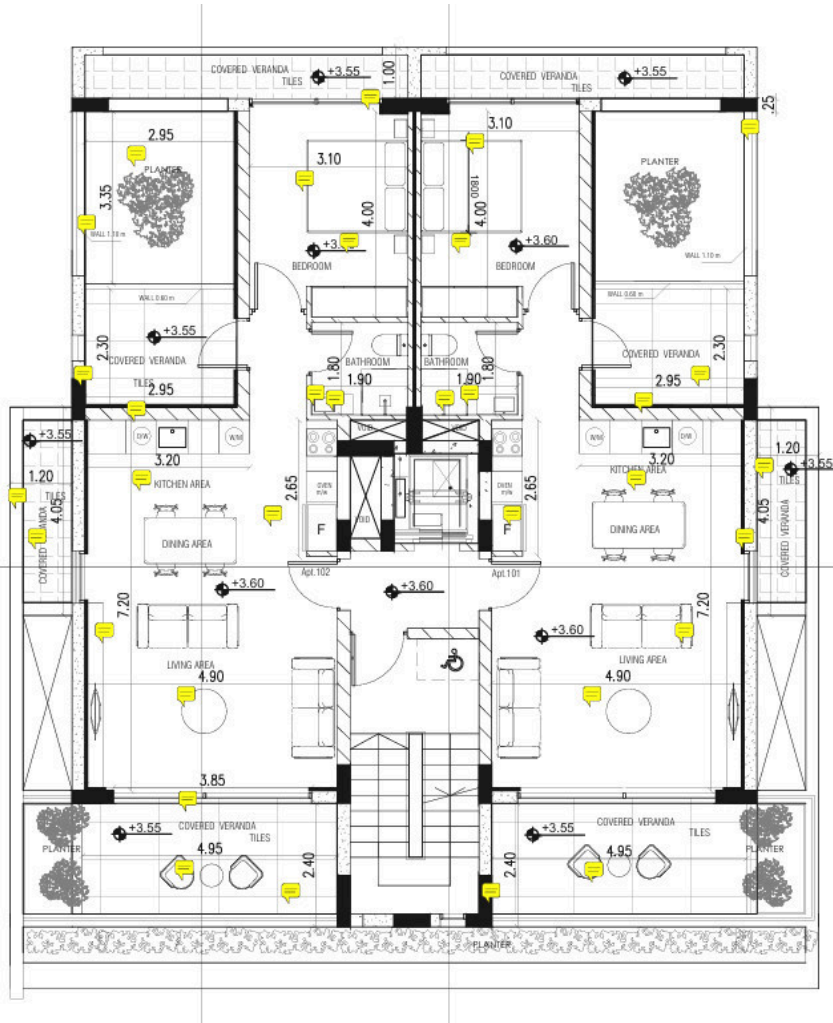 COVERED VERANDA
TILES
+3.55
1.00
COVERED VERANDA
TILES
+3.55
.25
2.95
3.10
3.10
PLANTER
PLANTER
3.35
1800
4.00
4.00
WALL 1.10 m
+3.60
BEDROOM
BEDROOM
WALL 1.10 m
WALL 0.80 m
WALL 0.60 m
+3.55
2.30
COVERED VERANDA
TILES
2.95
1.80
BATHROOM
1.90
BATHROOM
1.80
1.90
COVERED VERANDA
2.30
2.95
+3.55
D/W
W/M
VOID
VOID
W/M
D/W
3.20
KITCHEN AREA
KITCHEN AREA
3.20
1.20
TILES
4.05
COVERED VERANDA
2.65
OVEN
m/w
VOID
OVEN
m/w
2.65
1.20
+3.55
TILES
4.05
COVERED VERANDA
DINING AREA
F
F
DINING AREA
Apt.102
Apt.101
+3.60
+3.60
7.20
7.20
+3.60
LIVING AREA
LIVING AREA
4.90
4.90
3.85
+3.55
COVERED VERANDA
TILES
+3.55
COVERED VERANDA
TILES
PLANTER
4.95
2.40
2.40
4.95
PLANTER
PLANTER